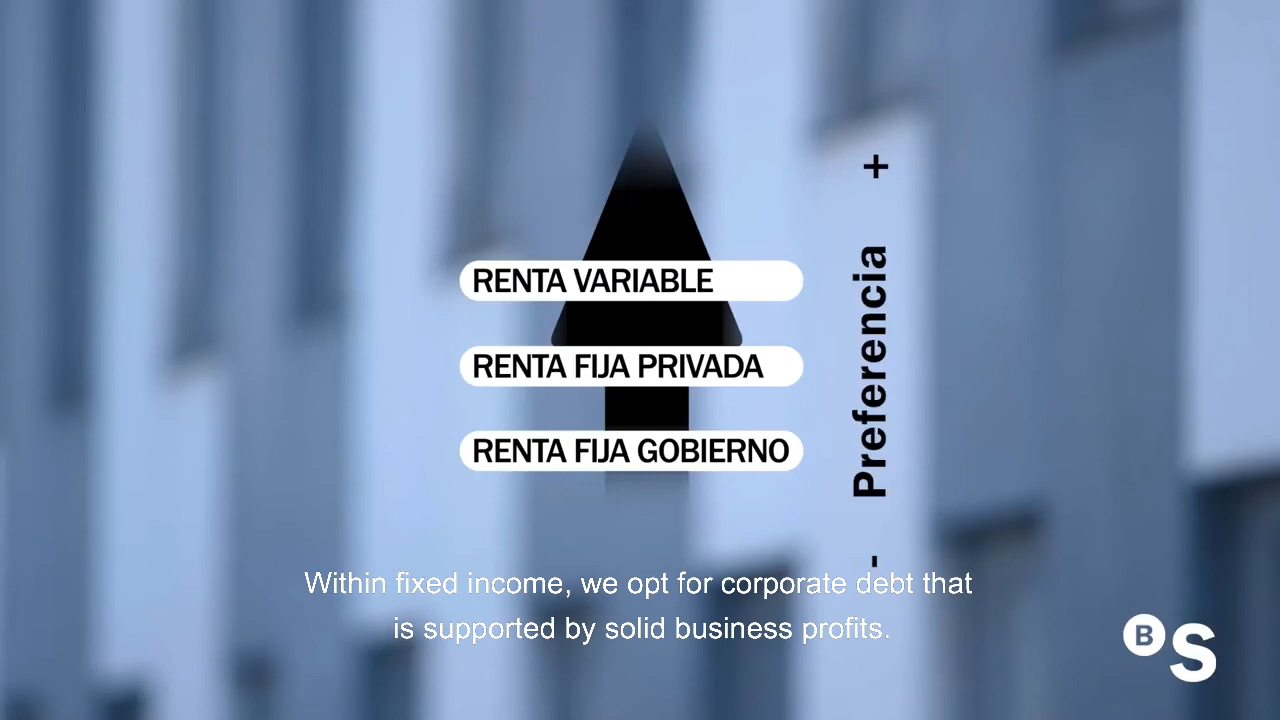 +
RENTA VARIABLE
RENTA FIJA PRIVADA
RENTA FIJA GOBIERNO
Preferencia
-
Within fixed income, we opt for corporate debt that
is supported by solid business profits.
B S